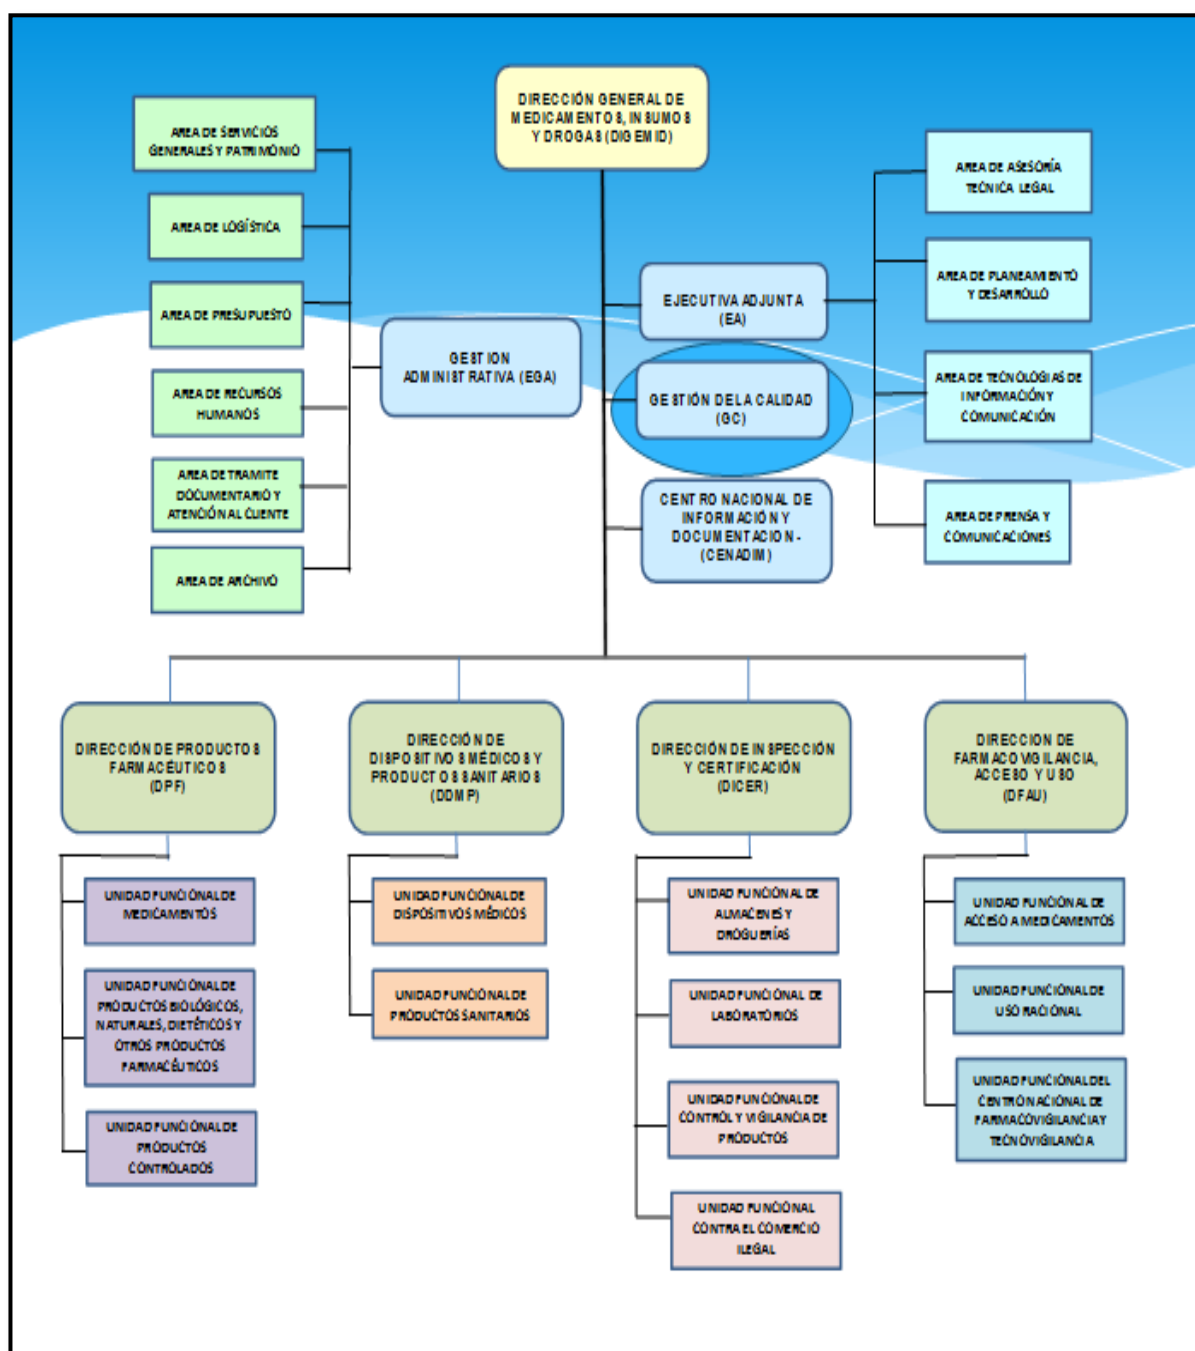 DIRECCIÓN GENERAL DE
MEDICAMENTOS, INSUMOS
Y DROGAS (DIGEMID)
AREA DE SERVICIOS
GENERALES Y PATRIMONIO
AREA DE LOGÍSTICA
AREA DE PRESUPUESTO
AREA DE RECURSOS
HUMANOS
AREA DE TRAMITE
DOCUMENTARIO Y
ATENCIÓN AL CLIENTE
AREA DE ARCHIVO
GESTION
ADMINISTRATIVA (EGA)
EJECUTIVA ADJUNTA
(EA)
GESTIÓN DE LA CALIDAD
(GC)
CENTRO NACIONAL DE
INFORMACIÓN Y
DOCUMENTACION -
(CENADIM)
AREA DE ASESORÍA
TECNICA LEGAL
AREA DE PLANEAMIENTO
Y DESARROLLO
AREA DE TECNOLOGIAS DE
INFORMACIÓN Y
COMUNICACIÓN
AREA DE PRENSA Y
COMUNICACIONES
DIRECCIÓN DE PRODUCTOS
FARMACÉUTICOS
(DPF)
UNIDAD FUNCIONAL DE
MEDICAMENTOS
UNIDAD FUNCIONAL DE
PRODUCTOS BIOLÓGICOS,
NATURALES, DIETÉTICOS Y
OTROS PRODUCTOS
FARMACÉUTICOS
UNIDAD FUNCIONAL DE
PRODUCTOS
CONTROLADOS
DIRECCIÓN DE
DISPOSITIVOS MÉDICOS Y
PRODUCTOS SANITARIOS
(DDMP)
UNIDAD FUNCIONAL DE
DISPOSITIVOS MÉDICOS
UNIDAD FUNCIONAL DE
PRODUCTOS SANITARIOS
DIRECCIÓN DE INSPECCIÓN
Y CERTIFICACIÓN
(DICER)
UNIDAD FUNCIONAL DE
ALMACENES Y
DROGUERÍAS
UNIDAD FUNCIONAL DE
LABORATORIOS
UNIDAD FUNCIONAL DE
CONTROL Y VIGILANCIA DE
PRODUCTOS
UNIDAD FUNCIONAL
CONTRA EL COMERCIO
ILEGAL
DIRECCION DE
FARMACOVIGILANCIA,
ACCESO Y USO
(DFAU)
UNIDAD FUNCIONAL DE
ACCESO A MEDICAMENTOS
UNIDAD FUNCIONAL DE
USO RACIONAL
UNIDAD FUNCIONAL DEL
CENTRO NACIONAL DE
FARMACOVIGILANCIA Y
TECNOVIGILANCIA